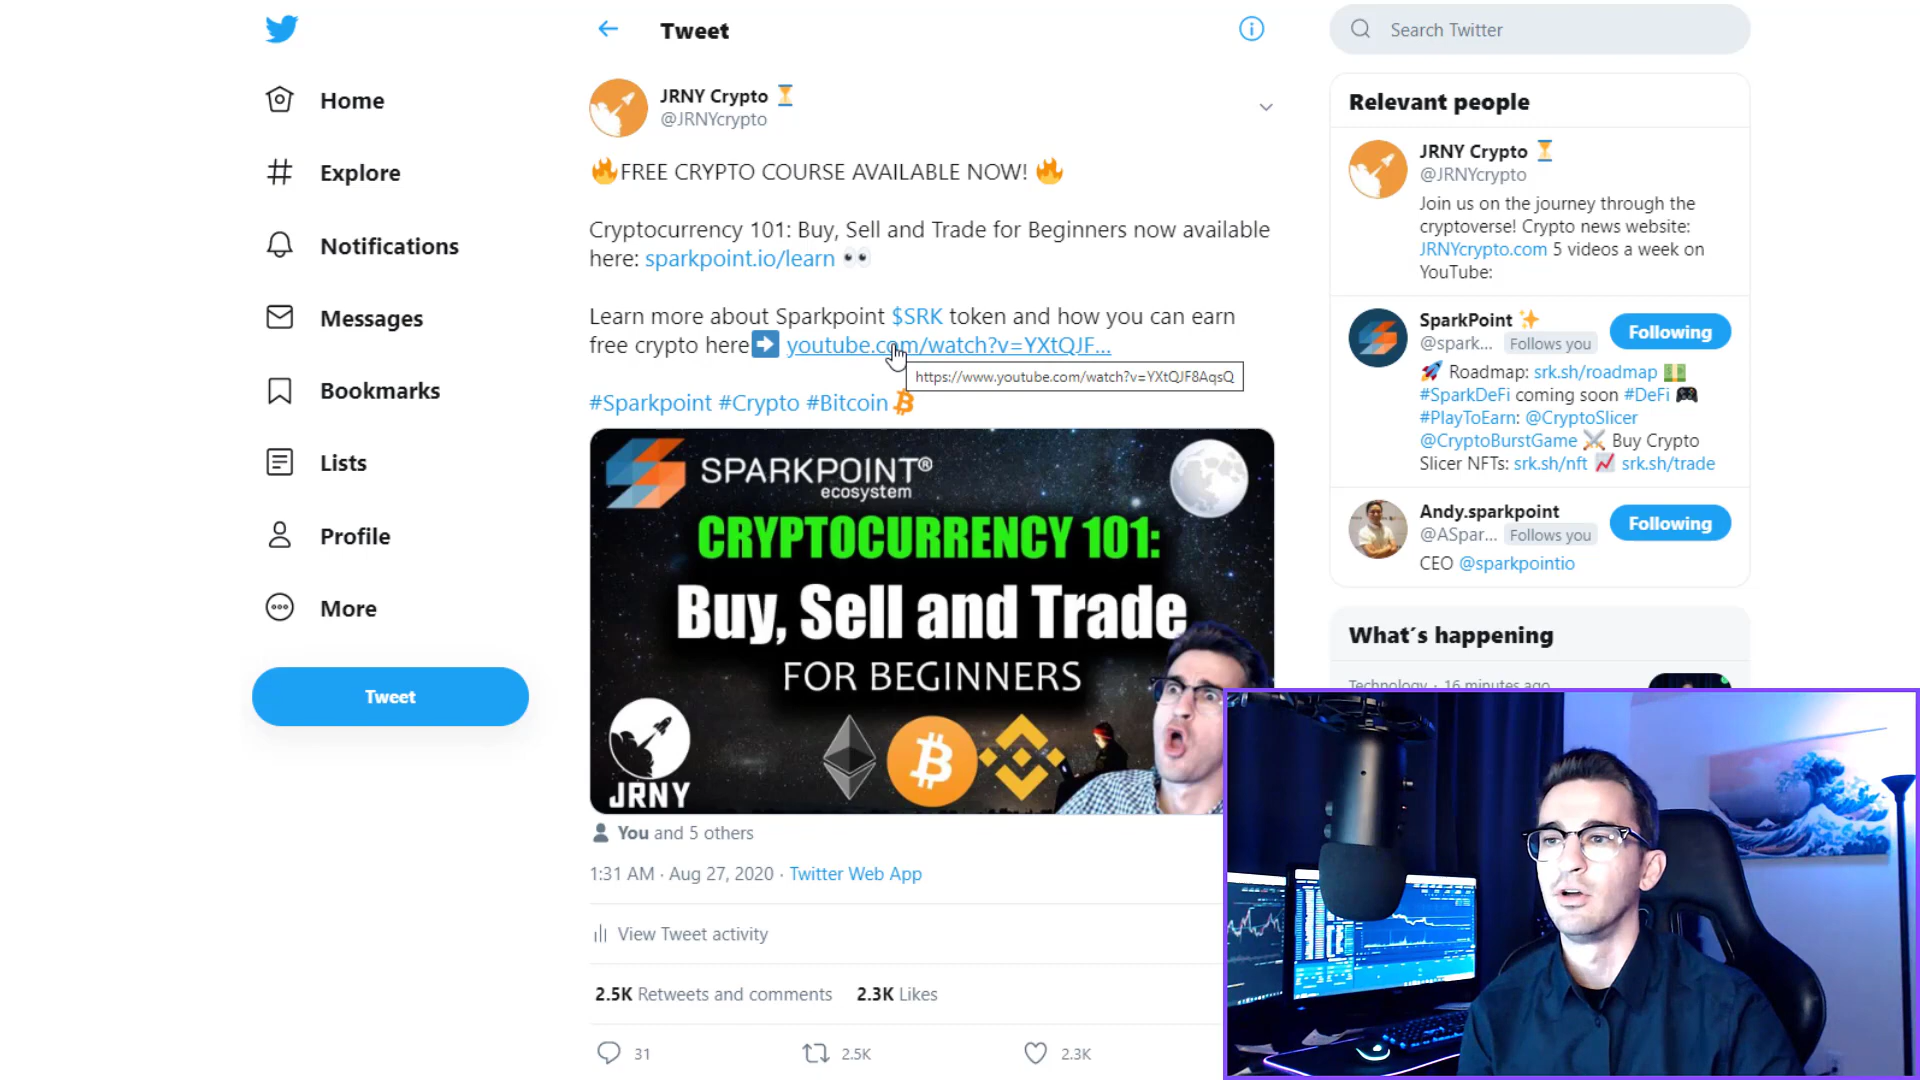 Home
Explore
Notifications
Messages
Bookmarks
Lists
Profile
More
Tweet
Tweet
JRNY Crypto ⏳
@JRNYcrypto
🔥FREE CRYPTO COURSE AVAILABLE NOW! 🔥
Cryptocurrency 101: Buy, Sell and Trade for Beginners now available
here: sparkpoint.io/learn 👀
Learn more about Sparkpoint $SRK token and how you can earn
free crypto here➡️ youtube.com/watch?v=YXtQJF...
https://www.youtube.com/watch?v=YXtQJF8AqsQ
#Sparkpoint #Crypto #Bitcoin
SPARKPOINT®
ecosystem
CRYPTOCURRENCY 101:
Buy, Sell and Trade
FOR BEGINNERS
JRNY
You and 5 others
1:31 AM · Aug 27, 2020 · Twitter Web App
View Tweet activity
2.5K Retweets and comments 2.3K Likes
31 2.5K 2.3K
Search Twitter
Relevant people
JRNY Crypto ⏳
@JRNYcrypto
Join us on the journey through the
cryptoverse! Crypto news website:
JRNYcrypto.com 5 videos a week on
YouTube:
SparkPoint ✨
@spark... Follows you
Following
🚀 Roadmap: srk.sh/roadmap 💵
#SparkDeFi coming soon #DeFi 🎮
#PlayToEarn: @CryptoSlicer
@CryptoBurstGame ⚔️ Buy Crypto
Slicer NFTs: srk.sh/nft 📈 srk.sh/trade
Andy.sparkpoint
@ASpar... Follows you
Following
CEO @sparkpointio
What´s happening
Technology · 16 minutes ago